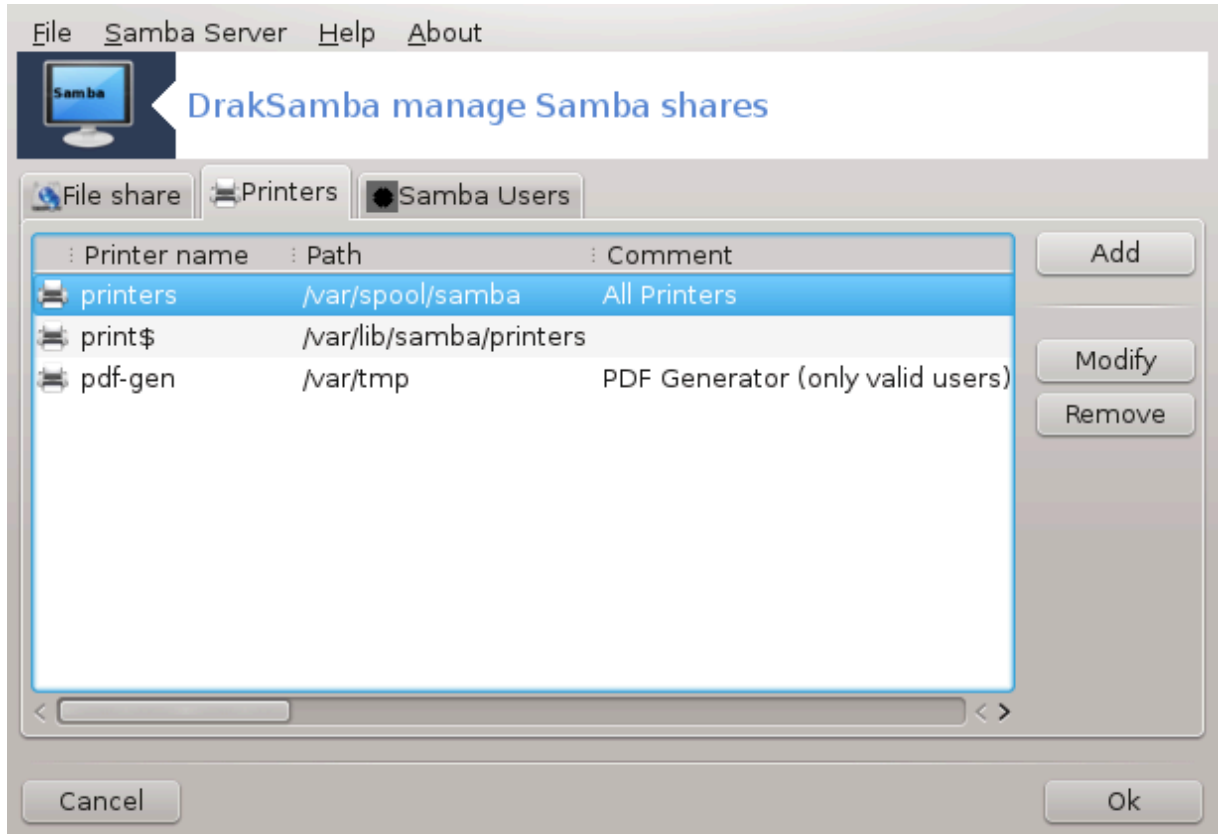 File Samba Server Help About
Samba
DrakSamba manage Samba shares
File share Printers Samba Users
Printer name Path Comment
Add
printers /var/spool/samba All Printers
print$ /var/lib/samba/printers
Modify
pdf-gen /var/tmp PDF Generator (only valid users)
Remove
Cancel Ok